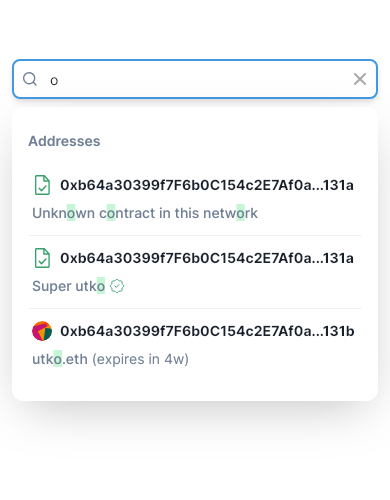 o
Addresses
0xb64a30399f7F6b0C154c2E7Af0a...131a
Unknown contract in this network
0xb64a30399f7F6b0C154c2E7Af0a...131a
Super utko
0xb64a30399f7F6b0C154c2E7Af0a...131b
utko.eth (expires in 4w)